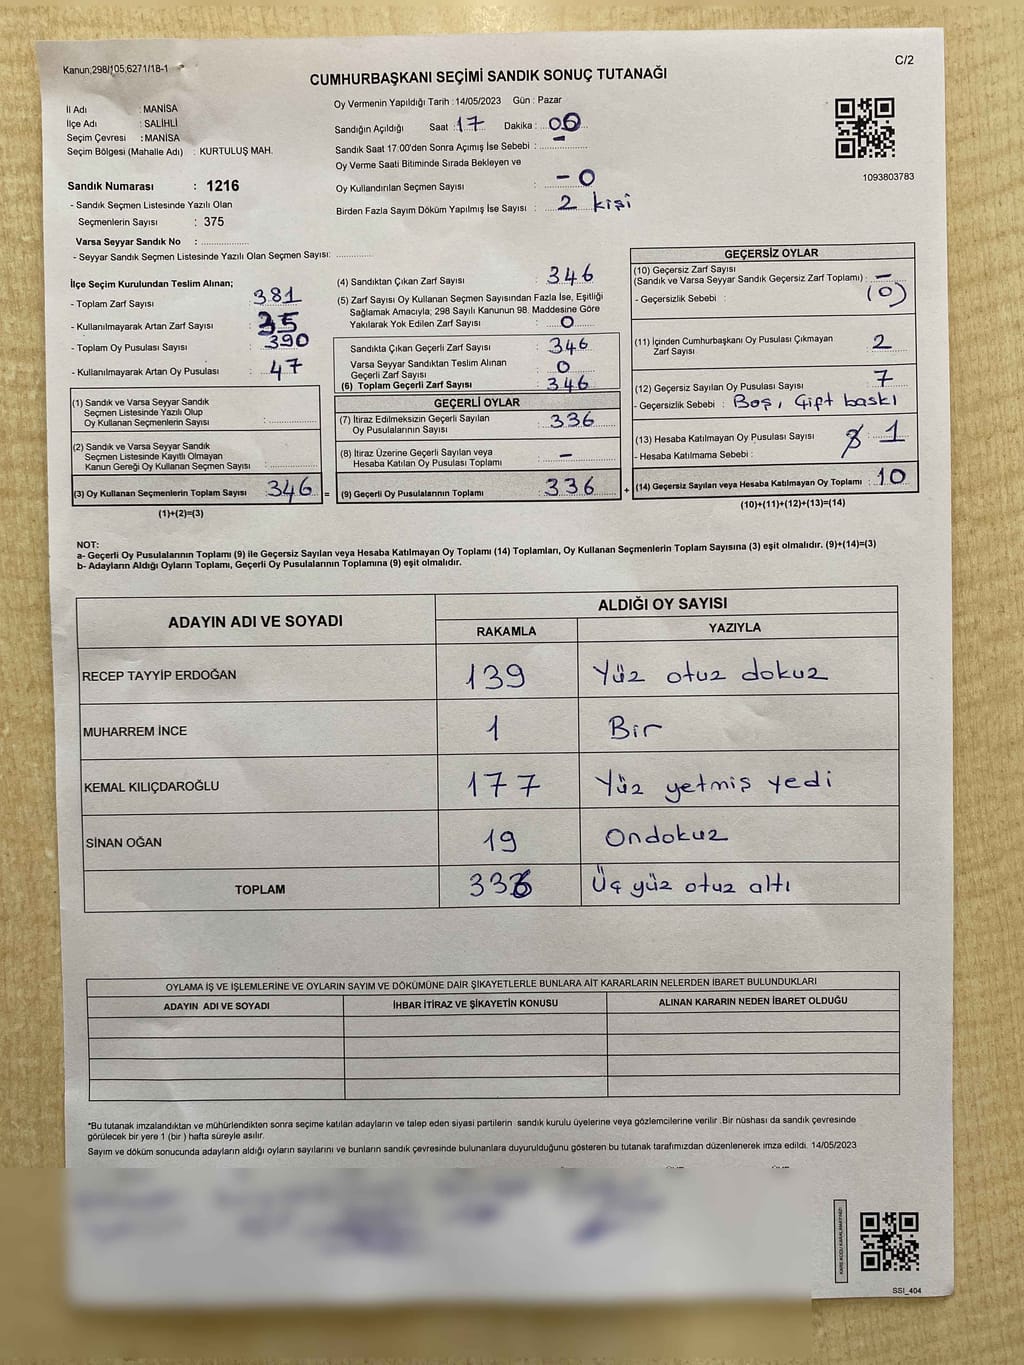 Kanun;298/105;6271/18-1
C/2
CUMHURBAŞKANI SEÇİMİ SANDIK SONUÇ TUTANAĞI
İl Adı : MANİSA
İlçe Adı : SALİHLİ
Seçim Çevresi : MANİSA
Seçim Bölgesi (Mahalle Adı) : KURTULUŞ MAH.
Sandık Numarası : 1216
- Sandık Seçmen Listesinde Yazılı Olan
Seçmenlerin Sayısı : 375
Varsa Seyyar Sandık No :
- Seyyar Sandık Seçmen Listesinde Yazılı Olan Seçmen Sayısı:
Oy Vermenin Yapıldığı Tarih : 14/05/2023 Gün : Pazar
Sandığın Açıldığı Saat : 17 Dakika : 00
Sandık Saat 17.00'den Sonra Açımış İse Sebebi : -
Oy Verme Saati Bitiminde Sırada Bekleyen ve
Oy Kullandırılan Seçmen Sayısı : - 0
Birden Fazla Sayım Döküm Yapılmış İse Sayısı : 2 kişi
1093803783
İlçe Seçim Kurulundan Teslim Alınan;
- Toplam Zarf Sayısı : 381
- Kullanılmayarak Artan Zarf Sayısı : 35
- Toplam Oy Pusulası Sayısı : 390
- Kullanılmayarak Artan Oy Pusulası : 47
(1) Sandık ve Varsa Seyyar Sandık
Seçmen Listesinde Yazılı Olup
Oy Kullanan Seçmenlerin Sayısı :
(2) Sandık ve Varsa Seyyar Sandık
Seçmen Listesinde Kayıtlı Olmayan
Kanun Gereği Oy Kullanan Seçmen Sayısı :
(3) Oy Kullanan Seçmenlerin Toplam Sayısı : 346 =
(1)+(2)=(3)
(4) Sandıktan Çıkan Zarf Sayısı : 346
(5) Zarf Sayısı Oy Kullanan Seçmen Sayısından Fazla İse, Eşitliği
Sağlamak Amacıyla; 298 Sayılı Kanunun 98. Maddesine Göre
Yakılarak Yok Edilen Zarf Sayısı : 0
Sandıkta Çıkan Geçerli Zarf Sayısı : 346
Varsa Seyyar Sandıktan Teslim Alınan
Geçerli Zarf Sayısı : 0
(6) Toplam Geçerli Zarf Sayısı : 346
GEÇERLİ OYLAR
(7) İtiraz Edilmeksizin Geçerli Sayılan
Oy Pusulalarının Sayısı : 336
(8) İtiraz Üzerine Geçerli Sayılan veya
Hesaba Katılan Oy Pusulası Toplamı : -
(9) Geçerli Oy Pusulalarının Toplamı : 336 +
GEÇERSİZ OYLAR
(10) Geçersiz Zarf Sayısı
(Sandık ve Varsa Seyyar Sandık Geçersiz Zarf Toplamı) : -
- Geçersizlik Sebebi : (0)
(11) İçinden Cumhurbaşkanı Oy Pusulası Çıkmayan
Zarf Sayısı : 2
(12) Geçersiz Sayılan Oy Pusulası Sayısı : 7
- Geçersizlik Sebebi : Boş, Çift baskı
(13) Hesaba Katılmayan Oy Pusulası Sayısı : 1
- Hesaba Katılmama Sebebi :
(14) Geçersiz Sayılan veya Hesaba Katılmayan Oy Toplamı : 10
(10)+(11)+(12)+(13)=(14)
NOT:
a- Geçerli Oy Pusulalarının Toplamı (9) ile Geçersiz Sayılan veya Hesaba Katılmayan Oy Toplamı (14) Toplamları, Oy Kullanan Seçmenlerin Toplam Sayısına (3) eşit olmalıdır. (9)+(14)=(3)
b- Adayların Aldığı Oyların Toplamı, Geçerli Oy Pusulalarının Toplamına (9) eşit olmalıdır.
ADAYIN ADI VE SOYADI
ALDIĞI OY SAYISI
RAKAMLA YAZIYLA
RECEP TAYYİP ERDOĞAN 139 Yüz otuz dokuz
MUHARREM İNCE 1 Bir
KEMAL KILIÇDAROĞLU 177 Yüz yetmiş yedi
SİNAN OĞAN 19 Ondokuz
TOPLAM 336 Üç yüz otuz altı
OYLAMA İŞ VE İŞLEMLERİNE VE OYLARIN SAYIM VE DÖKÜMÜNE DAİR ŞİKAYETLERLE BUNLARA AİT KARARLARIN NELERDEN İBARET BULUNDUKLARI
ADAYIN ADI VE SOYADI İHBAR İTİRAZ VE ŞİKAYETİN KONUSU ALINAN KARARIN NEDEN İBARET OLDUĞU
*Bu tutanak imzalandıktan ve mühürlendikten sonra seçime katılan adayların ve talep eden siyasi partilerin sandık kurulu üyelerine veya gözlemcilerine verilir .Bir nüshası da sandık çevresinde
görülecek bir yere 1 (bir ) hafta süreyle asılır.
Sayım ve döküm sonucunda adayların aldığı oyların sayılarını ve bunların sandık çevresinde bulunanlara duyurulduğunu gösteren bu tutanak tarafımızdan düzenlenerek imza edildi. 14/05/2023
SSI_404